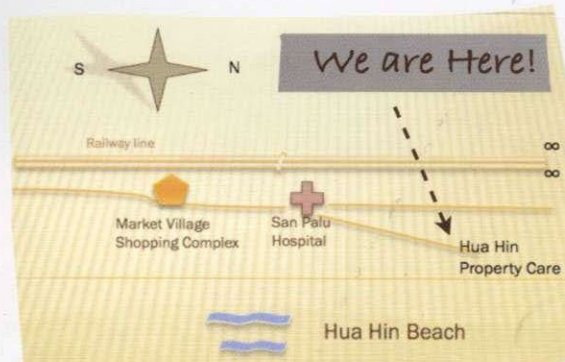 We are Here!
S
N
Railway line
∞
∞
Market Village
Shopping Complex
San Palu
Hospital
Hua Hin
Property Care
Hua Hin Beach